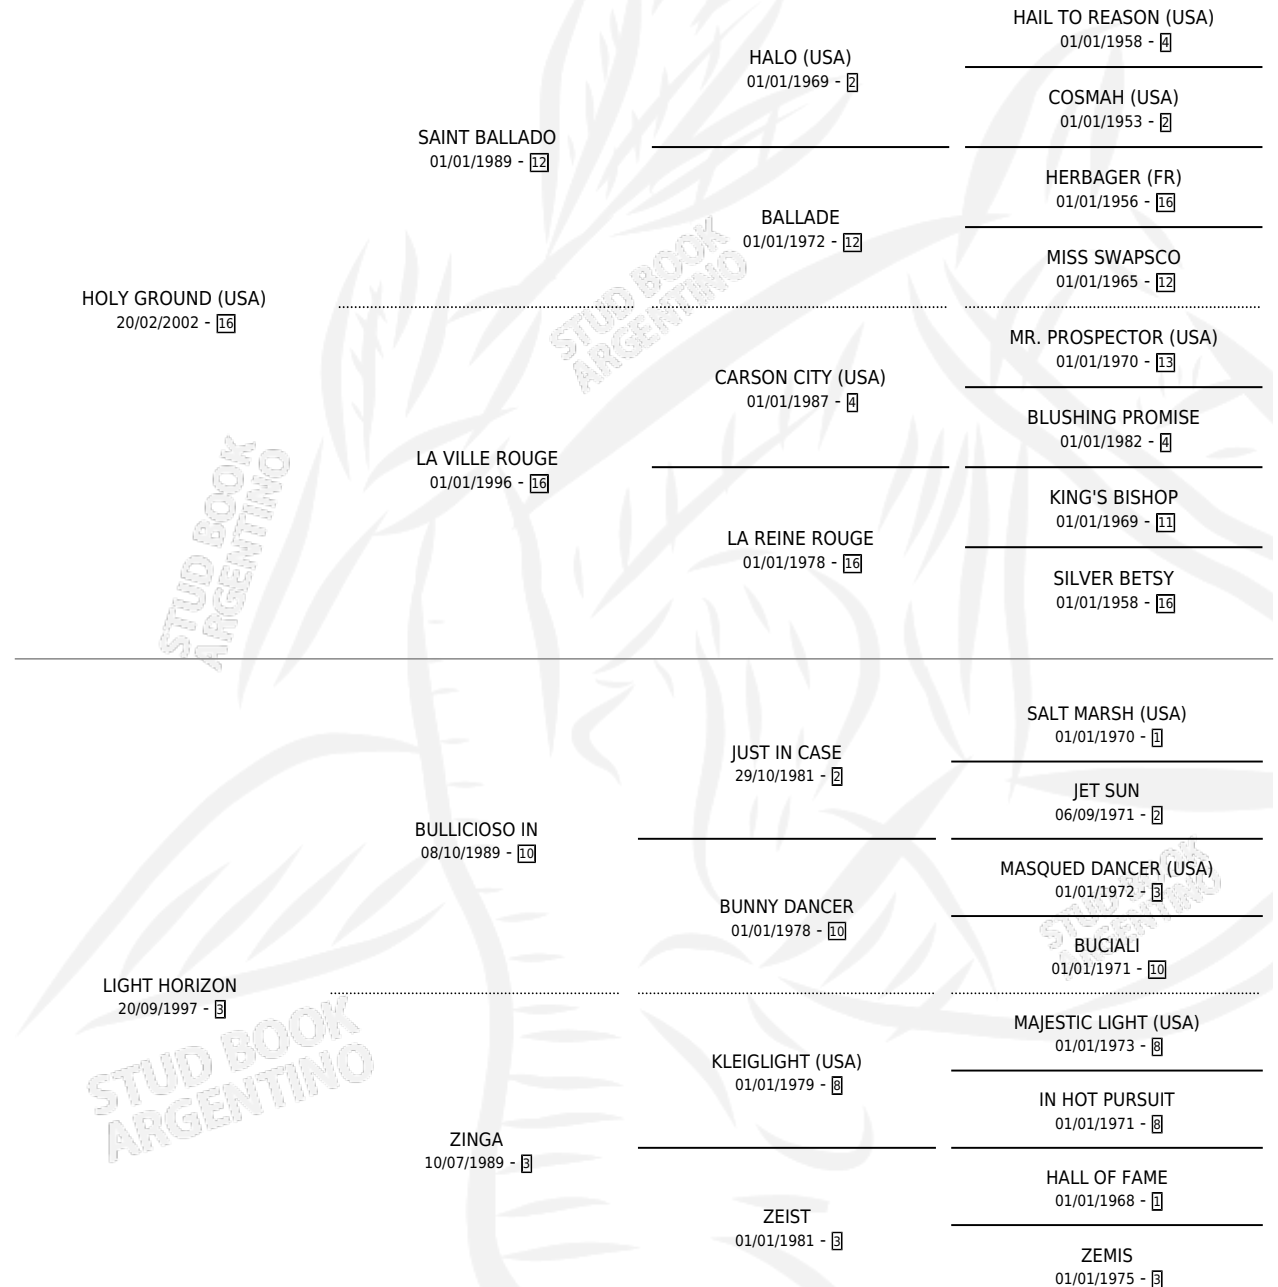 HAIL TO REASON (USA)
01/01/1958 - 4
HALO (USA)
01/01/1969 - 2
COSMAH (USA)
01/01/1953 - 2
SAINT BALLADO
01/01/1989 - 12
HERBAGER (FR)
01/01/1956 - 16
BALLADE
01/01/1972 - 12
MISS SWAPSCO
01/01/1965 - 12
HOLY GROUND (USA)
20/02/2002 - 16
MR. PROSPECTOR (USA)
01/01/1970 - 13
CARSON CITY (USA)
01/01/1987 - 4
BLUSHING PROMISE
01/01/1982 - 4
LA VILLE ROUGE
01/01/1996 - 16
KING'S BISHOP
01/01/1969 - 11
LA REINE ROUGE
01/01/1978 - 16
SILVER BETSY
01/01/1958 - 16
STUD BOOK
ARGENTINO
STUD BOOK
ARGENTINO
SALT MARSH (USA)
01/01/1970 - 1
JUST IN CASE
29/10/1981 - 2
JET SUN
06/09/1971 - 2
BULLICIOSO IN
08/10/1989 - 10
MASQUED DANCER (USA)
01/01/1972 - 3
BUNNY DANCER
01/01/1978 - 10
BUCIALI
01/01/1971 - 10
LIGHT HORIZON
20/09/1997 - 3
MAJESTIC LIGHT (USA)
01/01/1973 - 8
KLEIGLIGHT (USA)
01/01/1979 - 8
IN HOT PURSUIT
01/01/1971 - 8
ZINGA
10/07/1989 - 3
HALL OF FAME
01/01/1968 - 1
ZEIST
01/01/1981 - 3
ZEMIS
01/01/1975 - 3
STUD BOOK
ARGENTINO
STUD BOOK
ARGENTINO